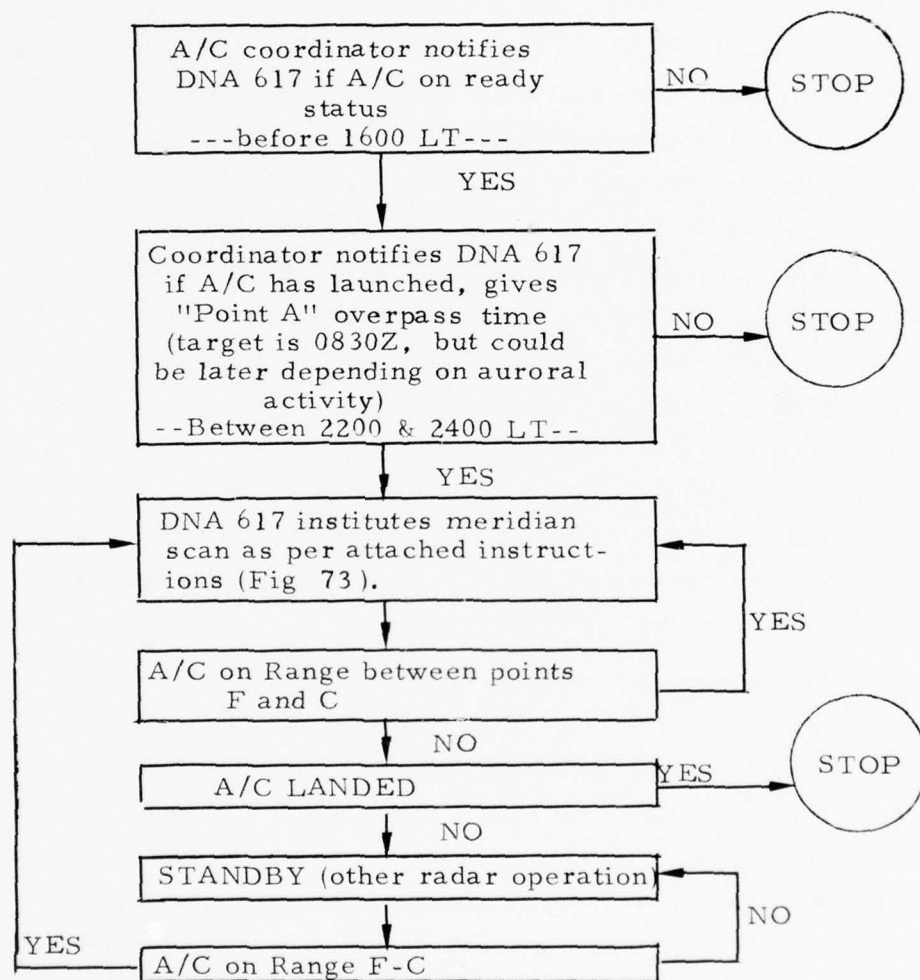 A/C coordinator notifies
DNA 617 if A/C on ready
status
---before 1600 LT---
NO
STOP
YES
Coordinator notifies DNA 617
if A/C has launched, gives
"Point A" overpass time
(target is 0830Z, but could
be later depending on auroral
activity)
--Between 2200 & 2400 LT--
NO
STOP
YES
DNA 617 institutes meridian
scan as per attached instruct-
ions (Fig 73).
YES
A/C on Range between points
F and C
NO
A/C LANDED
YES
STOP
NO
STANDBY (other radar operation)
NO
YES
A/C on Range F-C